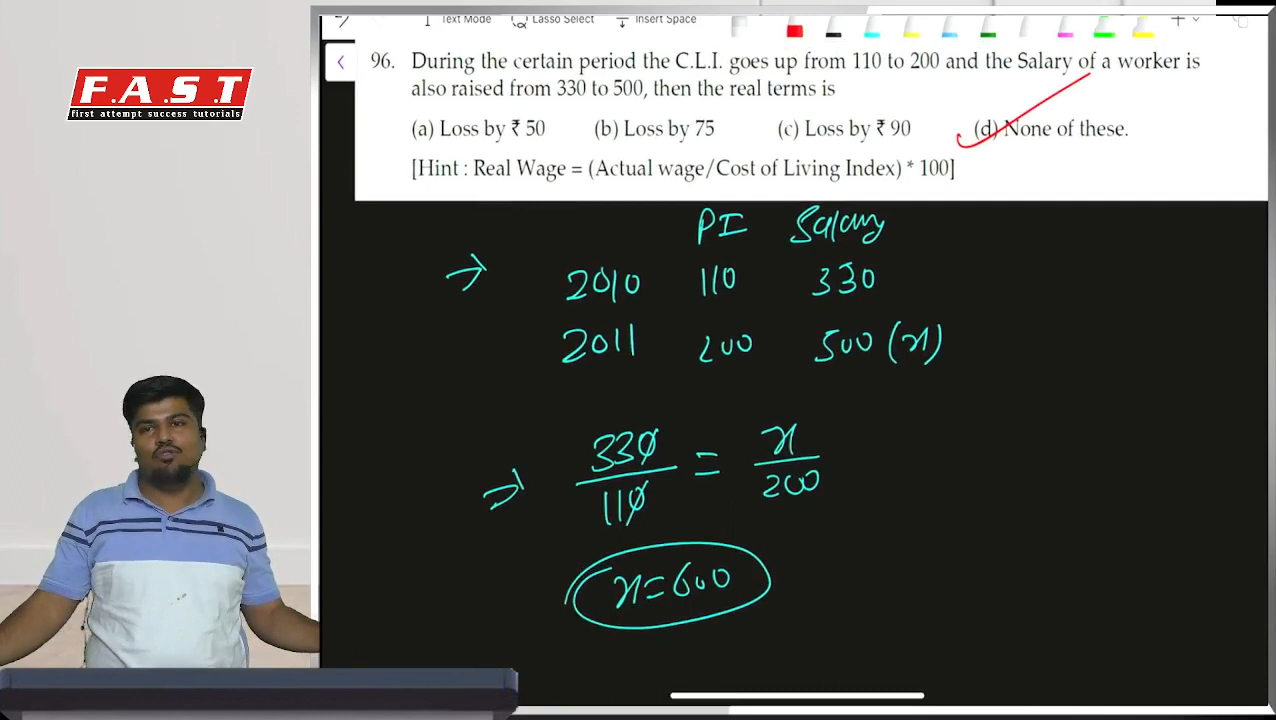 Text Mode Lasso Select Insert Space
F.A.S.T
first attempt success tutorials
96. During the certain period the C.L.I. goes up from 110 to 200 and the Salary of a worker is
also raised from 330 to 500, then the real terms is
(a) Loss by ₹ 50 (b) Loss by 75 (c) Loss by ₹ 90 (d) None of these.
[Hint : Real Wage = (Actual wage/Cost of Living Index) * 100]
PI Salary
→ 2010 110 330
2011 200 500 (x)
⇒ 330/110 = x/200
x=600